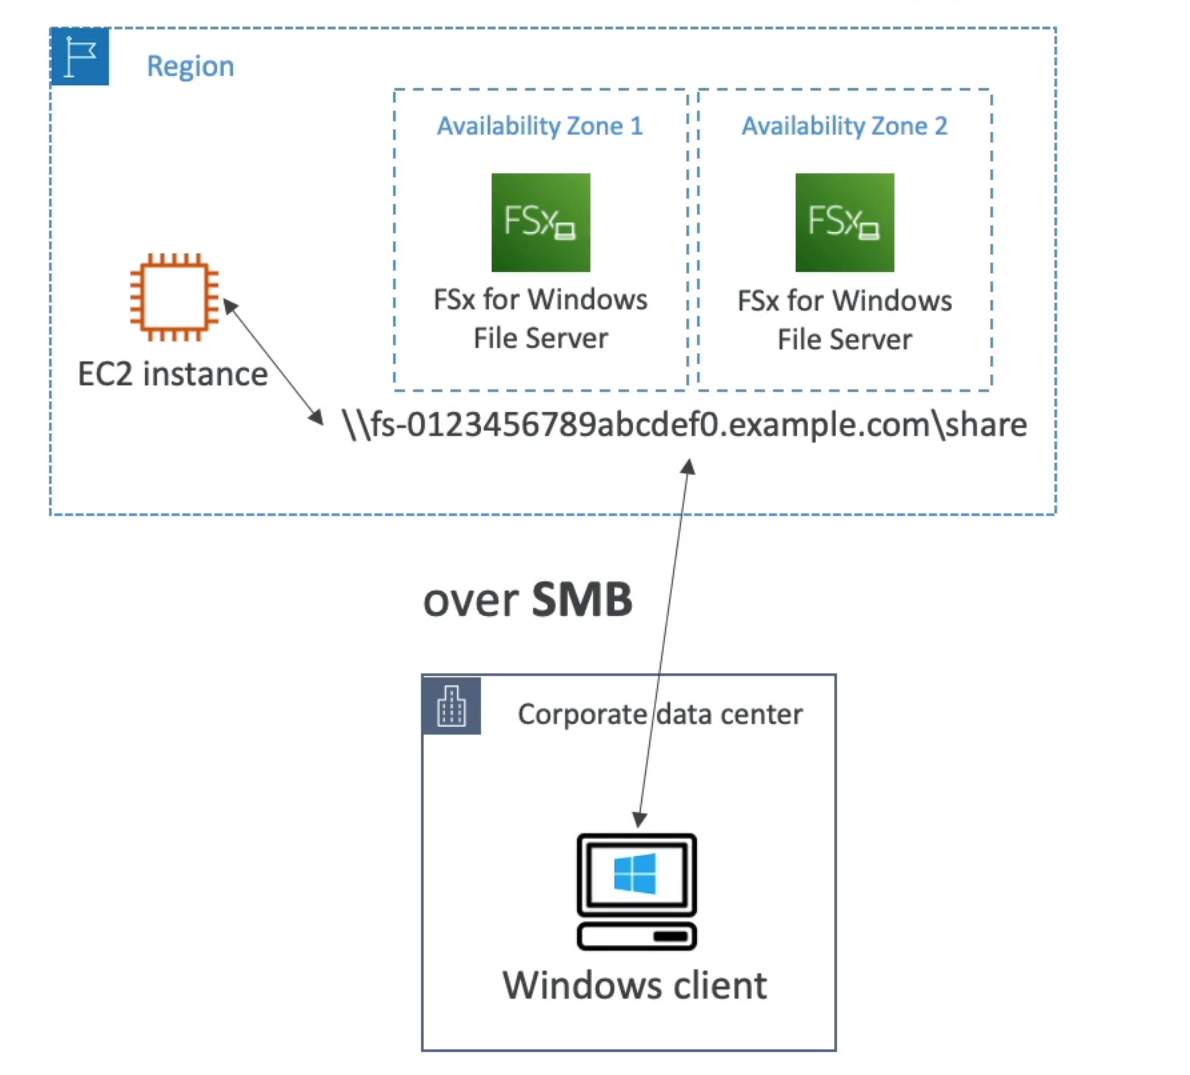 Region
Availability Zone 1
Availability Zone 2
FSx
FSx
FSx for Windows
File Server
FSx for Windows
File Server
EC2 instance
\\fs-0123456789abcdef0.example.com\share
over SMB
Corporate data center
Windows client